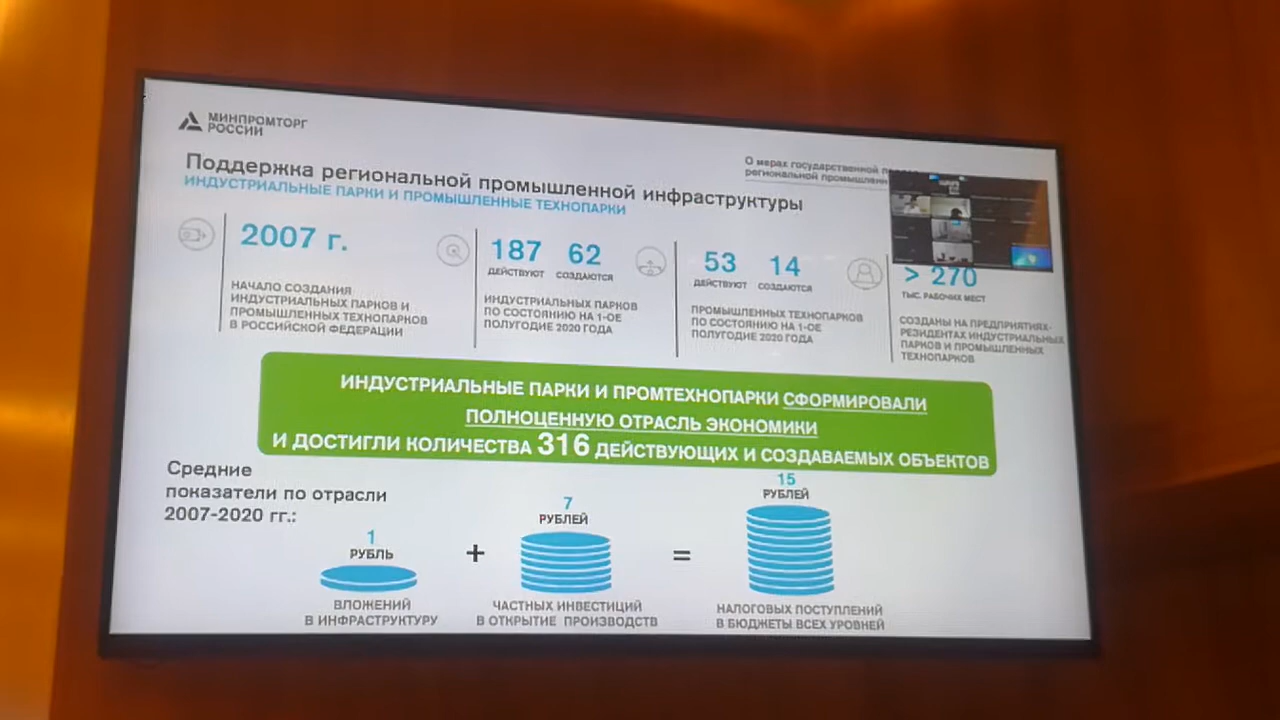 МИНПРОМТОРГ
РОССИИ
О мерах государственной
региональной
Поддержка региональной промышленной инфраструктуры
ИНДУСТРИАЛЬНЫЕ ПАРКИ И ПРОМЫШЛЕННЫЕ ТЕХНОПАРКИ
2007 г.
НАЧАЛО СОЗДАНИЯ
ИНДУСТРИАЛЬНЫХ ПАРКОВ И
ПРОМЫШЛЕННЫХ ТЕХНОПАРКОВ
В РОССИЙСКОЙ ФЕДЕРАЦИИ
187 62
ДЕЙСТВУЮТ СОЗДАЮТСЯ
ИНДУСТРИАЛЬНЫХ ПАРКОВ
ПО СОСТОЯНИЮ НА 1-ОЕ
ПОЛУГОДИЕ 2020 ГОДА
53 14
ДЕЙСТВУЮТ СОЗДАЮТСЯ
ПРОМЫШЛЕННЫХ ТЕХНОПАРКОВ
ПО СОСТОЯНИЮ НА 1-ОЕ
ПОЛУГОДИЕ 2020 ГОДА
> 270
ТЫС. РАБОЧИХ МЕСТ
СОЗДАНЫ НА ПРЕДПРИЯТИЯХ-
РЕЗИДЕНТАХ ИНДУСТРИАЛЬНЫХ
ПАРКОВ И ПРОМЫШЛЕННЫХ
ТЕХНОПАРКОВ
ИНДУСТРИАЛЬНЫЕ ПАРКИ И ПРОМТЕХНОПАРКИ СФОРМИРОВАЛИ
ПОЛНОЦЕННУЮ ОТРАСЛЬ ЭКОНОМИКИ
И ДОСТИГЛИ КОЛИЧЕСТВА 316 ДЕЙСТВУЮЩИХ И СОЗДАВАЕМЫХ ОБЪЕКТОВ
Средние
показатели по отрасли
2007-2020 гг.:
1
РУБЛЬ
ВЛОЖЕНИЙ
В ИНФРАСТРУКТУРУ
+
7
РУБЛЕЙ
ЧАСТНЫХ ИНВЕСТИЦИЙ
В ОТКРЫТИЕ ПРОИЗВОДСТВ
=
15
РУБЛЕЙ
НАЛОГОВЫХ ПОСТУПЛЕНИЙ
В БЮДЖЕТЫ ВСЕХ УРОВНЕЙ